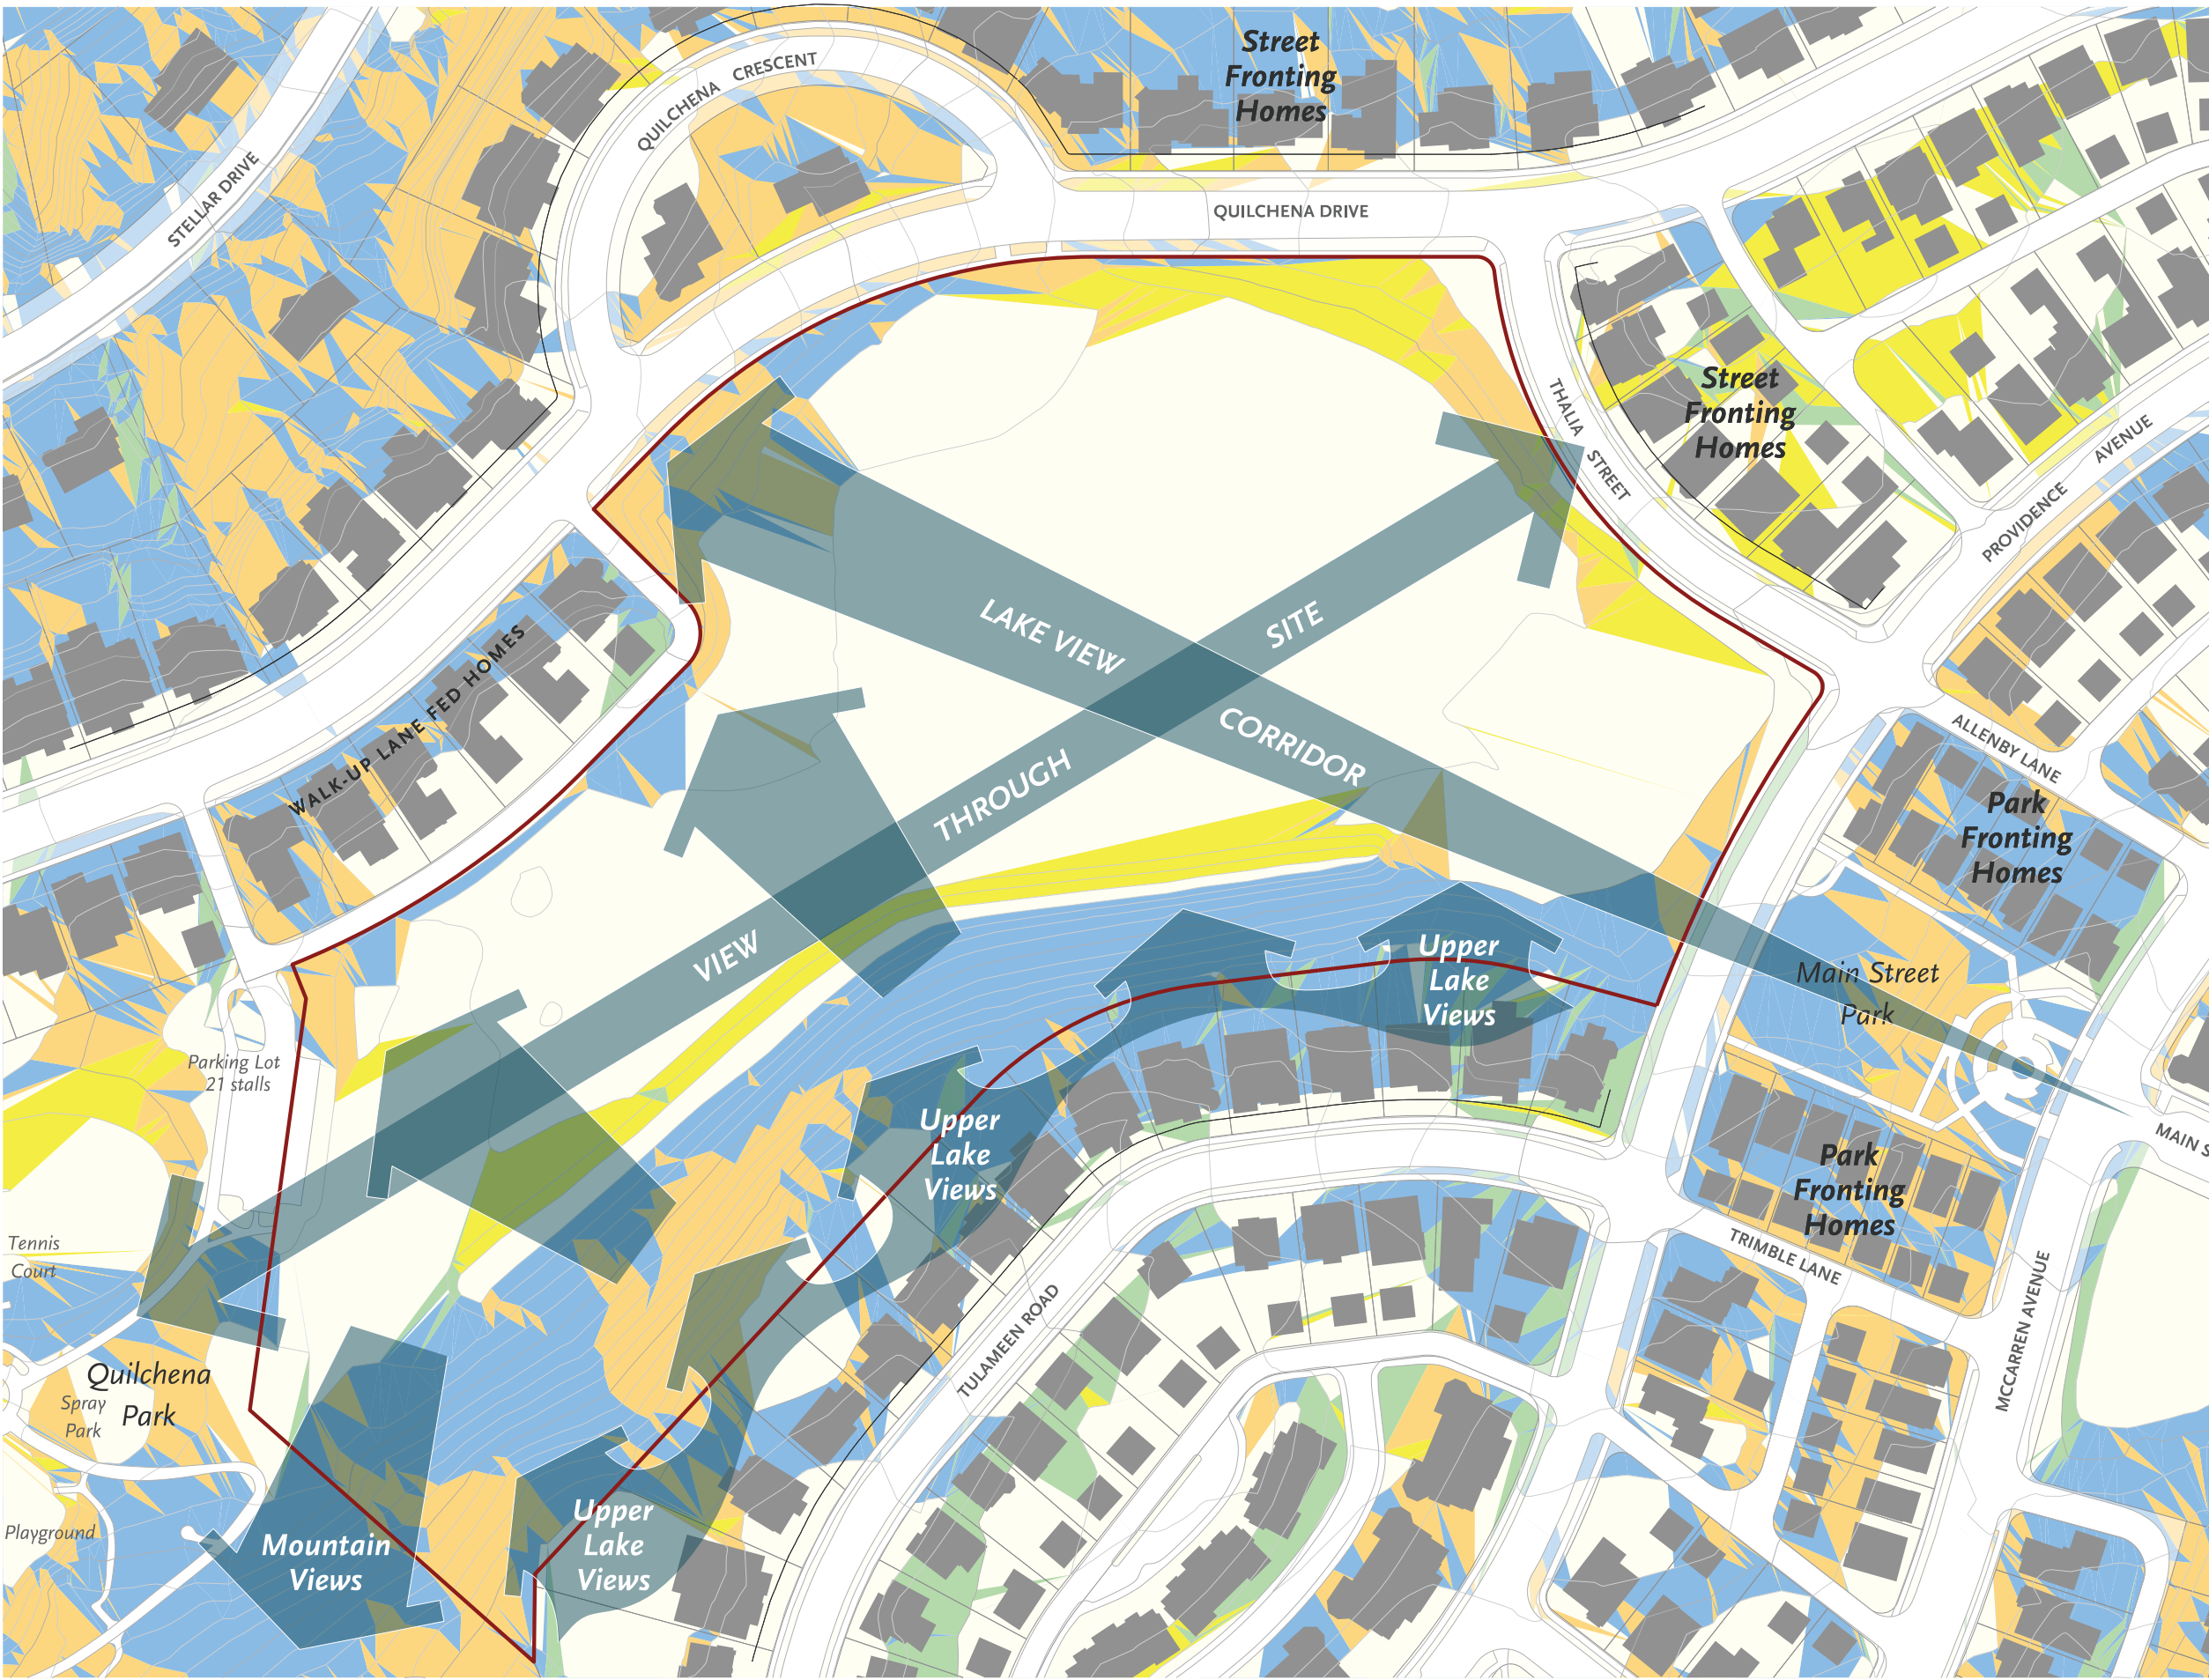 Street
Fronting
Homes
QUILCHENA CRESCENT
STELLAR DRIVE
QUILCHENA DRIVE
THALIA STREET
Street
Fronting
Homes
PROVIDENCE AVENUE
WALK-UP LANE FED HOMES
LAKE VIEW CORRIDOR
VIEW THROUGH SITE
ALLENBY LANE
Park
Fronting
Homes
Main Street
Park
Upper
Lake
Views
Parking Lot
21 stalls
Upper
Lake
Views
MAIN S
Park
Fronting
Homes
TRIMBLE LANE
Tennis
Court
MCCARREN AVENUE
TULAMEEN ROAD
Quilchena
Park
Spray
Park
Playground
Mountain
Views
Upper
Lake
Views